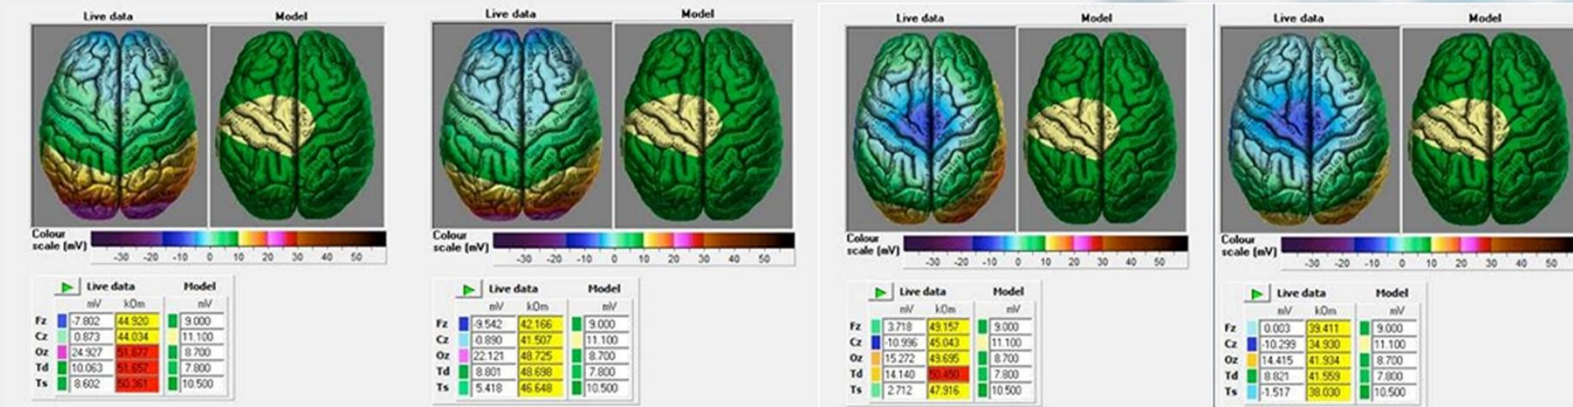 Live data Model
Colour
scale (mV)
-30 -20 -10 0 10 20 30 40 50
Live data Model
mV kOm mV
Fz -7.802 44.920 9.000
Cz 0.873 44.034 11.100
Oz 24.927 51.677 8.700
Td 10.063 51.657 7.800
Ts 8.602 50.361 10.500
Live data Model
Colour
scale (mV)
-30 -20 -10 0 10 20 30 40 50
Live data Model
mV kOm mV
Fz -9.542 42.166 9.000
Cz 0.890 41.507 11.100
Oz 22.121 48.725 8.700
Td 8.801 48.698 7.800
Ts 5.418 46.648 10.500
Live data Model
Colour
scale (mV)
-30 -20 -10 0 10 20 30 40 50
Live data Model
mV kOm mV
Fz 3.718 49.157 9.000
Cz -10.996 45.043 11.100
Oz 15.272 49.695 8.700
Td 14.140 50.450 7.800
Ts 2.712 47.916 10.500
Live data Model
Colour
scale (mV)
-30 -20 -10 0 10 20 30 40 50
Live data Model
mV kOm mV
Fz 0.003 39.411 9.000
Cz -10.299 34.930 11.100
Oz 14.415 41.934 8.700
Td 8.821 41.559 7.800
Ts -1.517 38.030 10.500